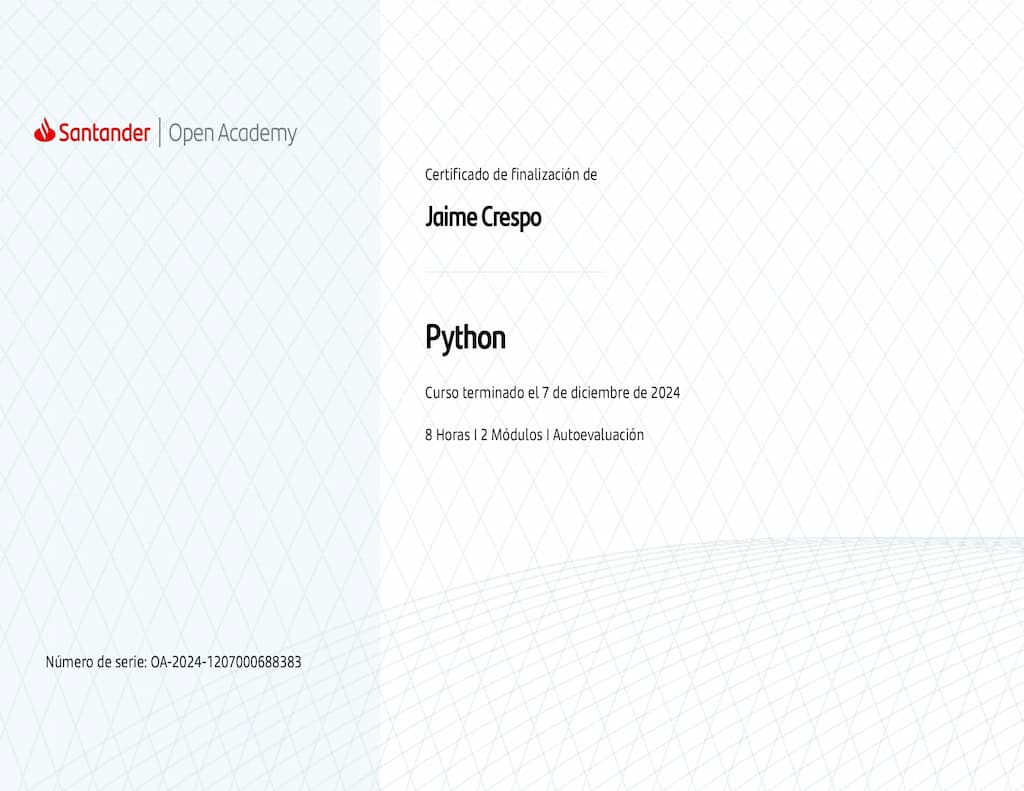 Santander | Open Academy
Certificado de finalización de
Jaime Crespo
Python
Curso terminado el 7 de diciembre de 2024
8 Horas I 2 Módulos I Autoevaluación
Número de serie: OA-2024-1207000688383